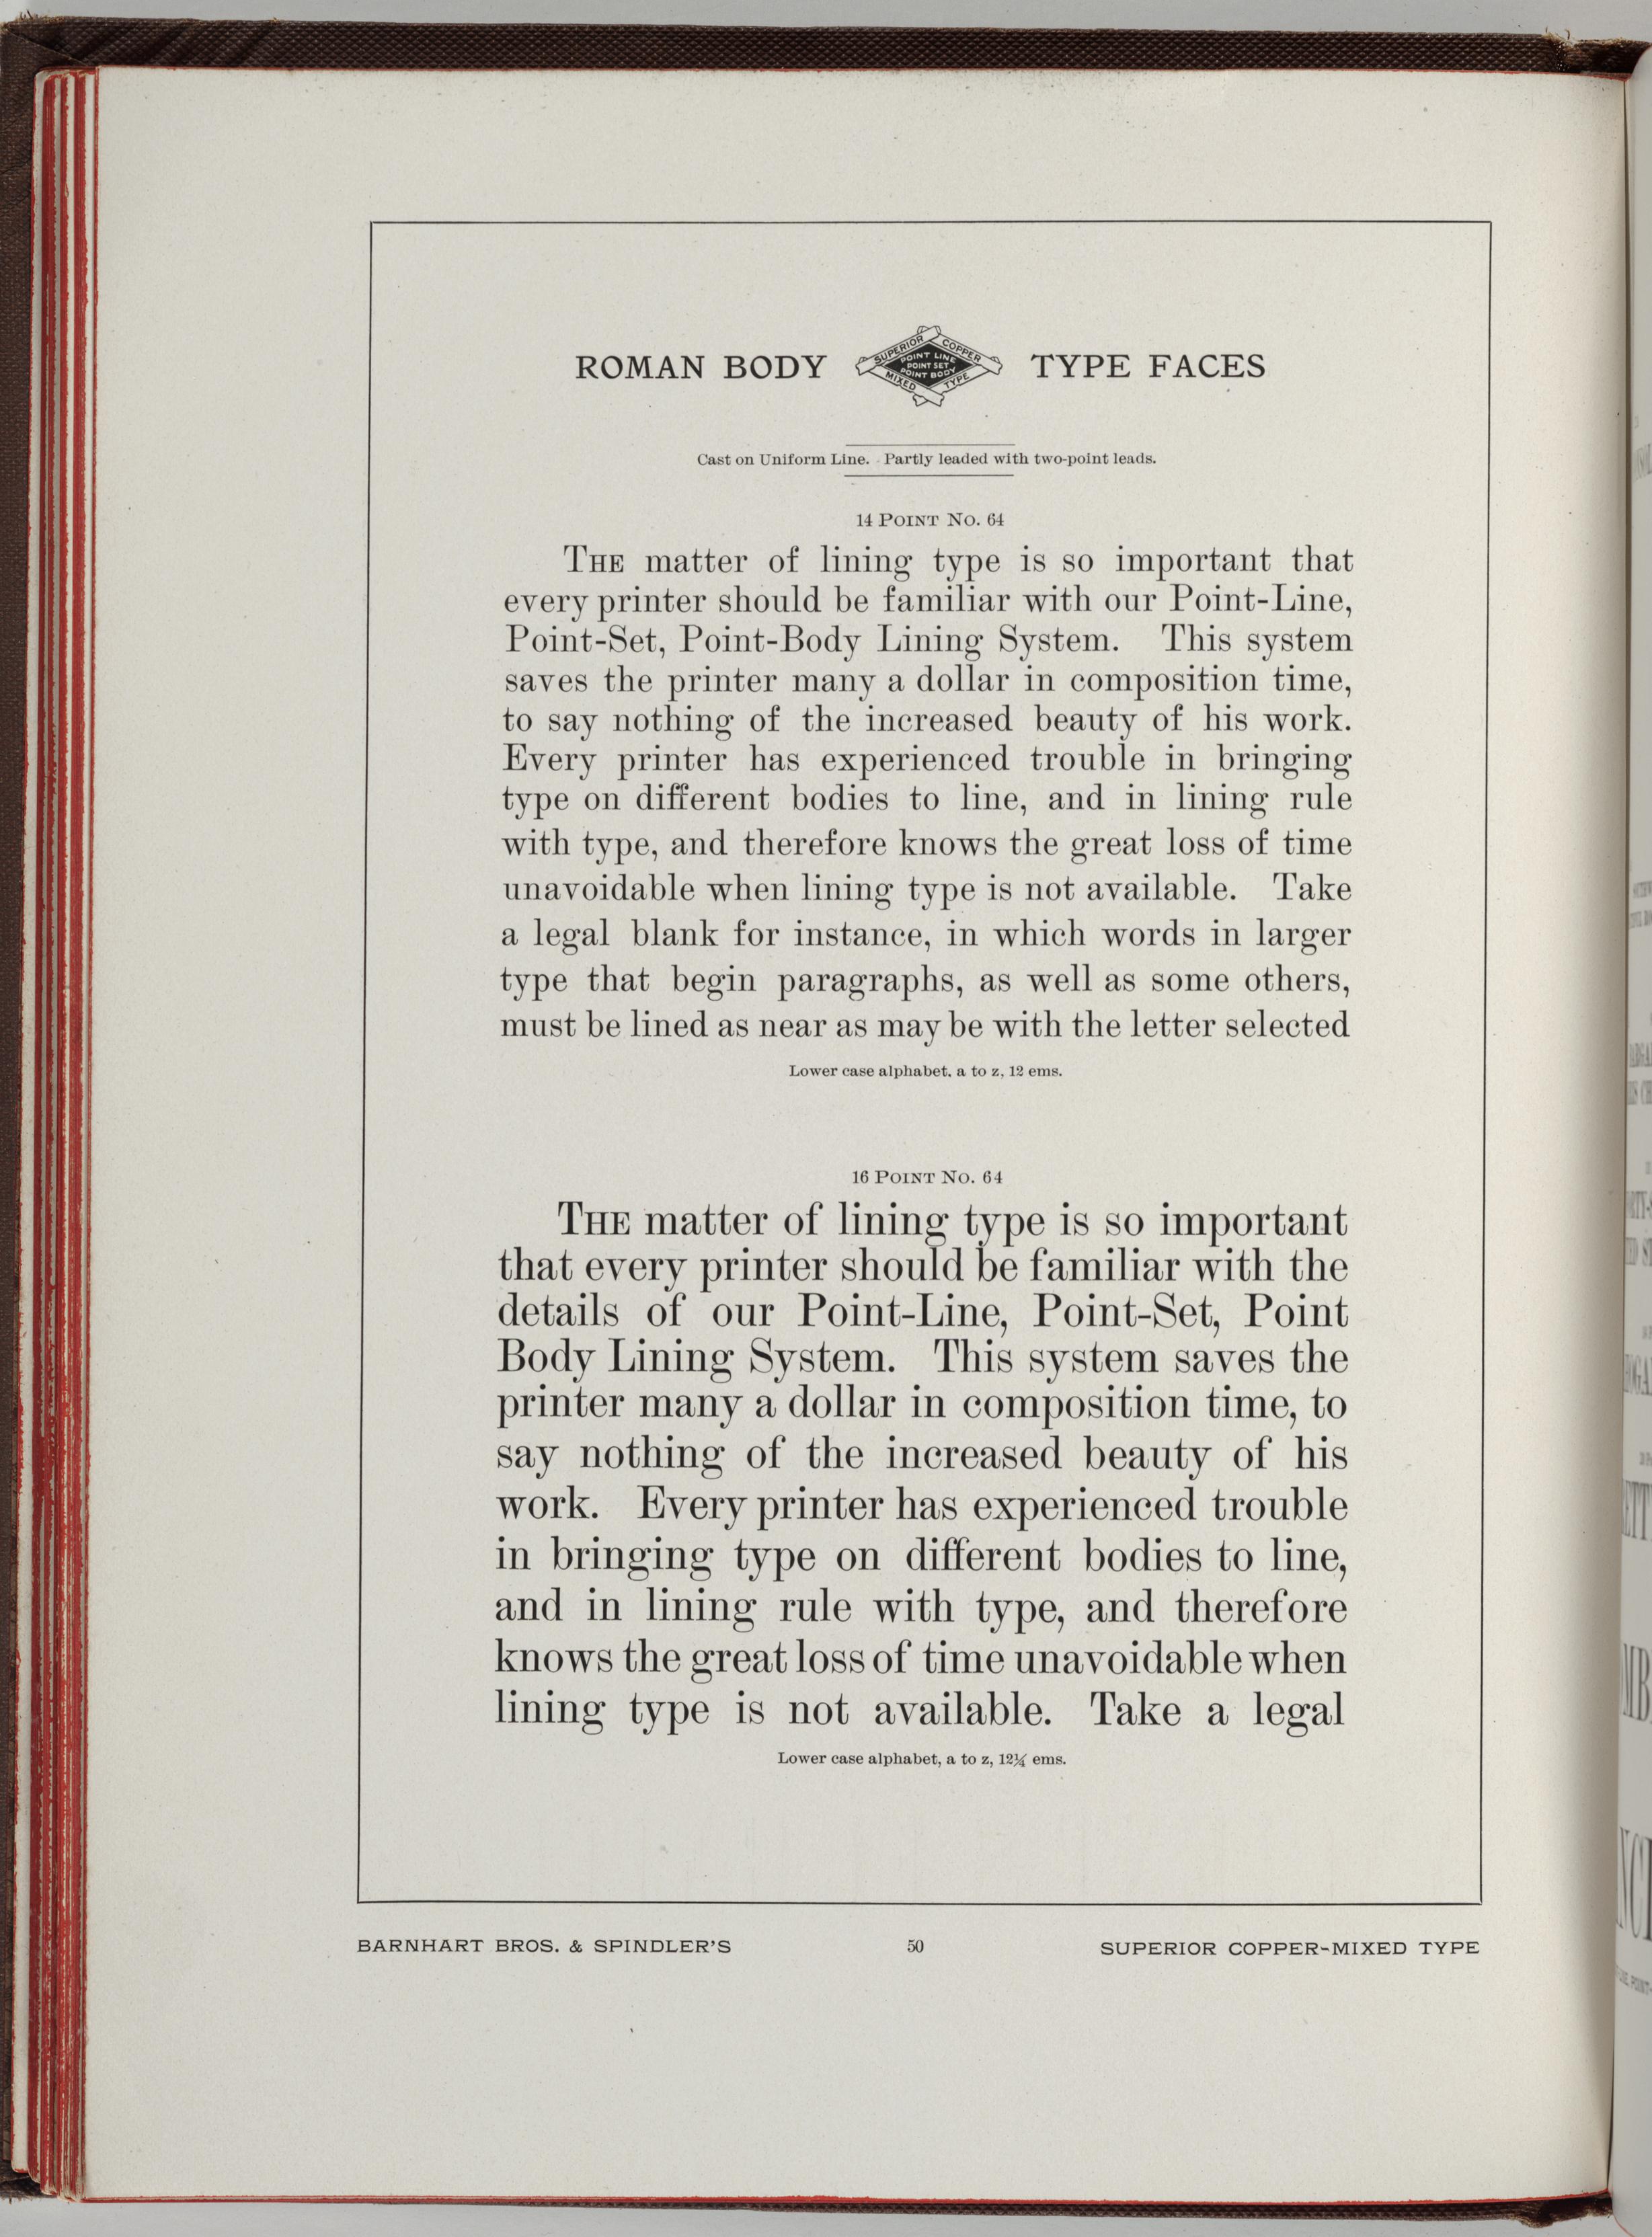 ROMAN BODY TYPE FACES
SUPERIOR COPPER
POINT LINE
POINT SET
POINT BODY
MIXED TYPE
Cast on Uniform Line. Partly leaded with two-point leads.
14 POINT NO. 64
THE matter of lining type is so important that
every printer should be familiar with our Point-Line,
Point-Set, Point-Body Lining System. This system
saves the printer many a dollar in composition time,
to say nothing of the increased beauty of his work.
Every printer has experienced trouble in bringing
type on different bodies to line, and in lining rule
with type, and therefore knows the great loss of time
unavoidable when lining type is not available. Take
a legal blank for instance, in which words in larger
type that begin paragraphs, as well as some others,
must be lined as near as may be with the letter selected
Lower case alphabet, a to z, 12 ems.
16 POINT NO. 64
THE matter of lining type is so important
that every printer should be familiar with the
details of our Point-Line, Point-Set, Point
Body Lining System. This system saves the
printer many a dollar in composition time, to
say nothing of the increased beauty of his
work. Every printer has experienced trouble
in bringing type on different bodies to line,
and in lining rule with type, and therefore
knows the great loss of time unavoidable when
lining type is not available. Take a legal
Lower case alphabet, a to z, 12¼ ems.
BARNHART BROS. & SPINDLER'S 50 SUPERIOR COPPER-MIXED TYPE